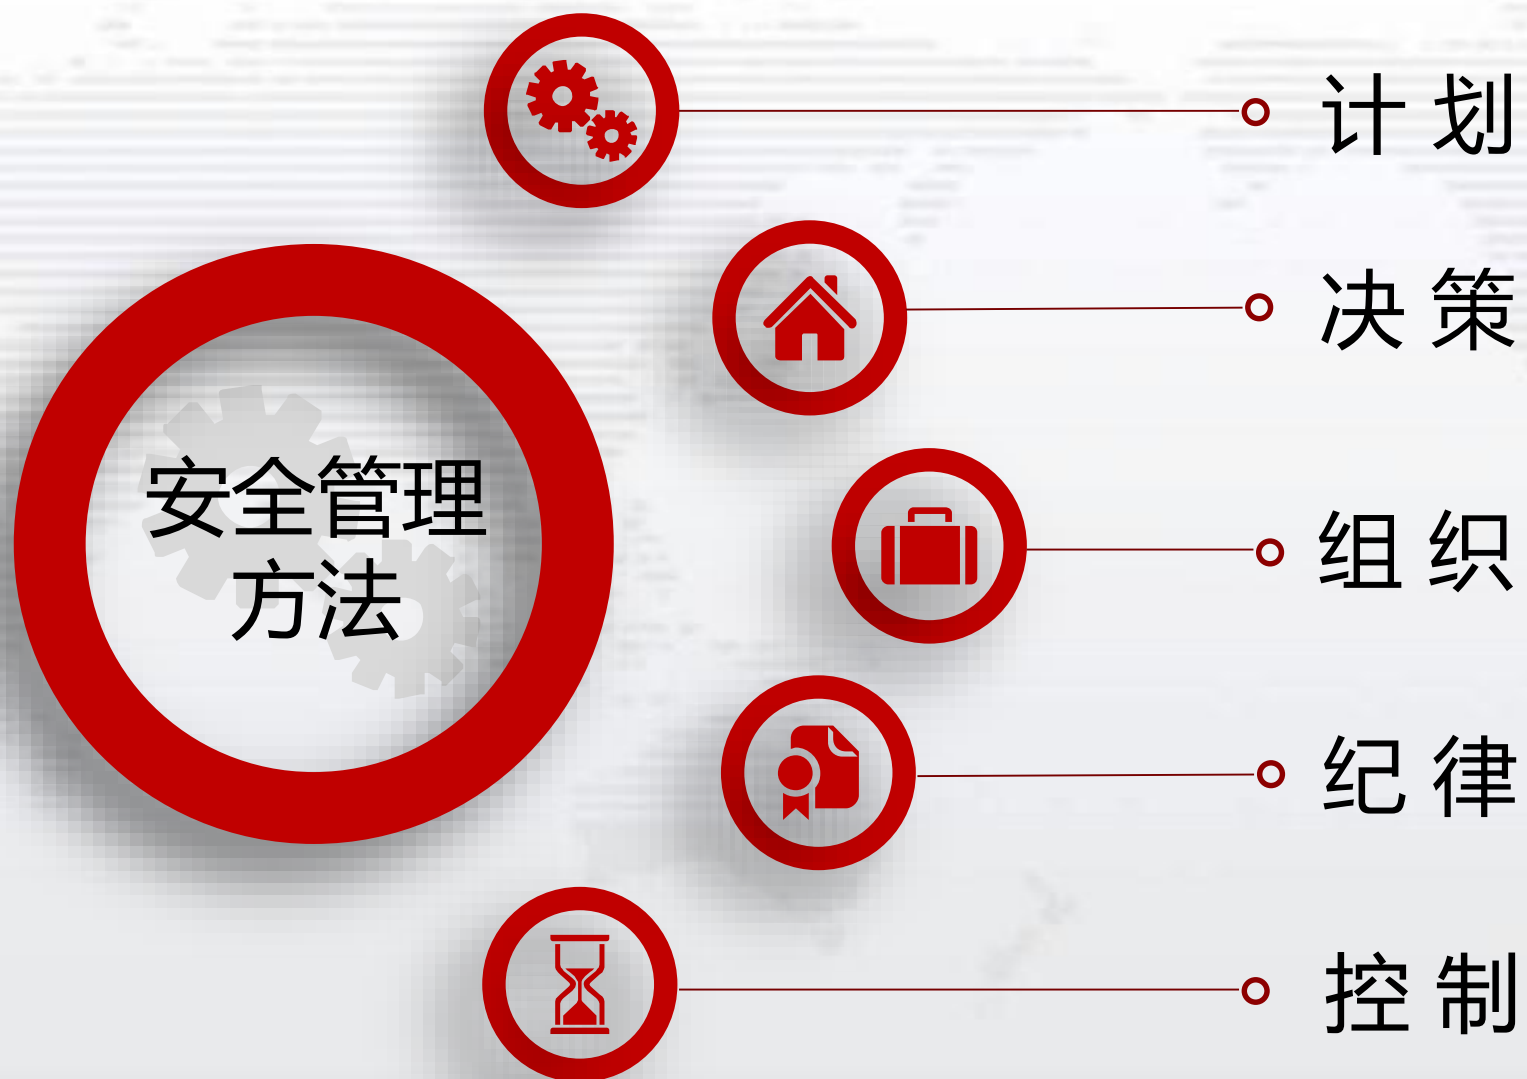 计 划
决 策
安全管理
方法
组 织
纪 律
控 制